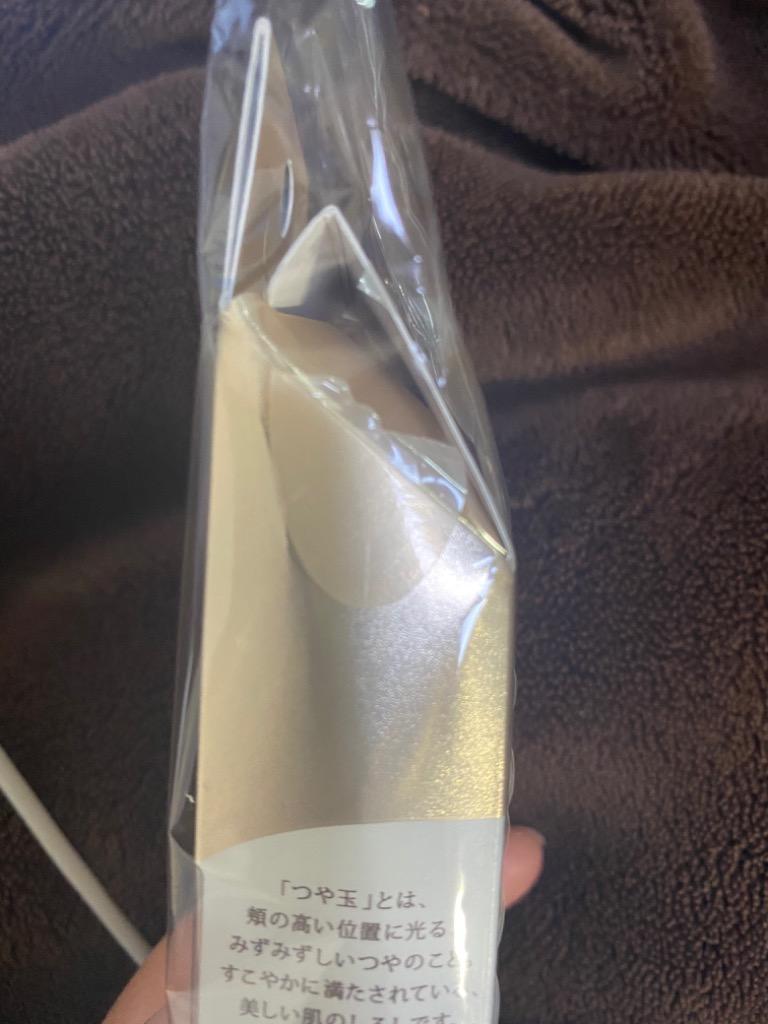 「つや玉」とは、
頬の高い位置に光る
みずみずしいつやのこと。
すこやかに満たされていく、
美しい肌のしるしです。